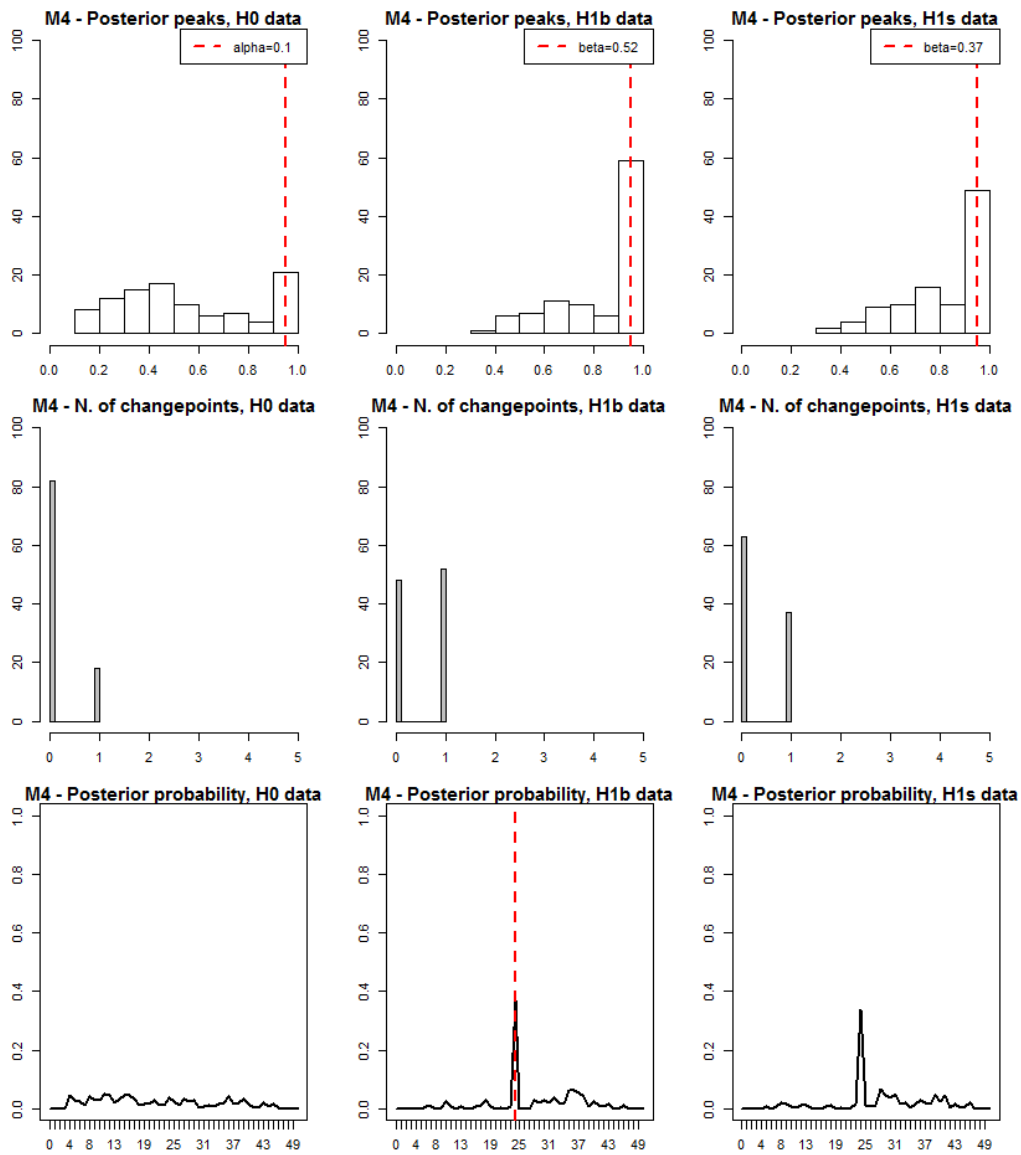 M4 - Posterior peaks, H0 data M4 - Posterior peaks, H1b data M4 - Posterior peaks, H1s data
alpha=0.1 beta=0.52 beta=0.37
100 100 100
80 80 80
60 60 60
40 40 40
20 20 20
0 0 0
0.0 0.2 0.4 0.6 0.8 1.0 0.0 0.2 0.4 0.6 0.8 1.0 0.0 0.2 0.4 0.6 0.8 1.0
M4 - N. of changepoints, H0 data M4 - N. of changepoints, H1b data M4 - N. of changepoints, H1s data
100 100 100
80 80 80
60 60 60
40 40 40
20 20 20
0 0 0
0 1 2 3 4 5 0 1 2 3 4 5 0 1 2 3 4 5
M4 - Posterior probability, H0 data M4 - Posterior probability, H1b data M4 - Posterior probability, H1s data
1.0 1.0 1.0
0.8 0.8 0.8
0.6 0.6 0.6
0.4 0.4 0.4
0.2 0.2 0.2
0.0 0.0 0.0
0 4 8 13 19 25 31 37 43 49 0 4 8 13 19 25 31 37 43 49 0 4 8 13 19 25 31 37 43 49